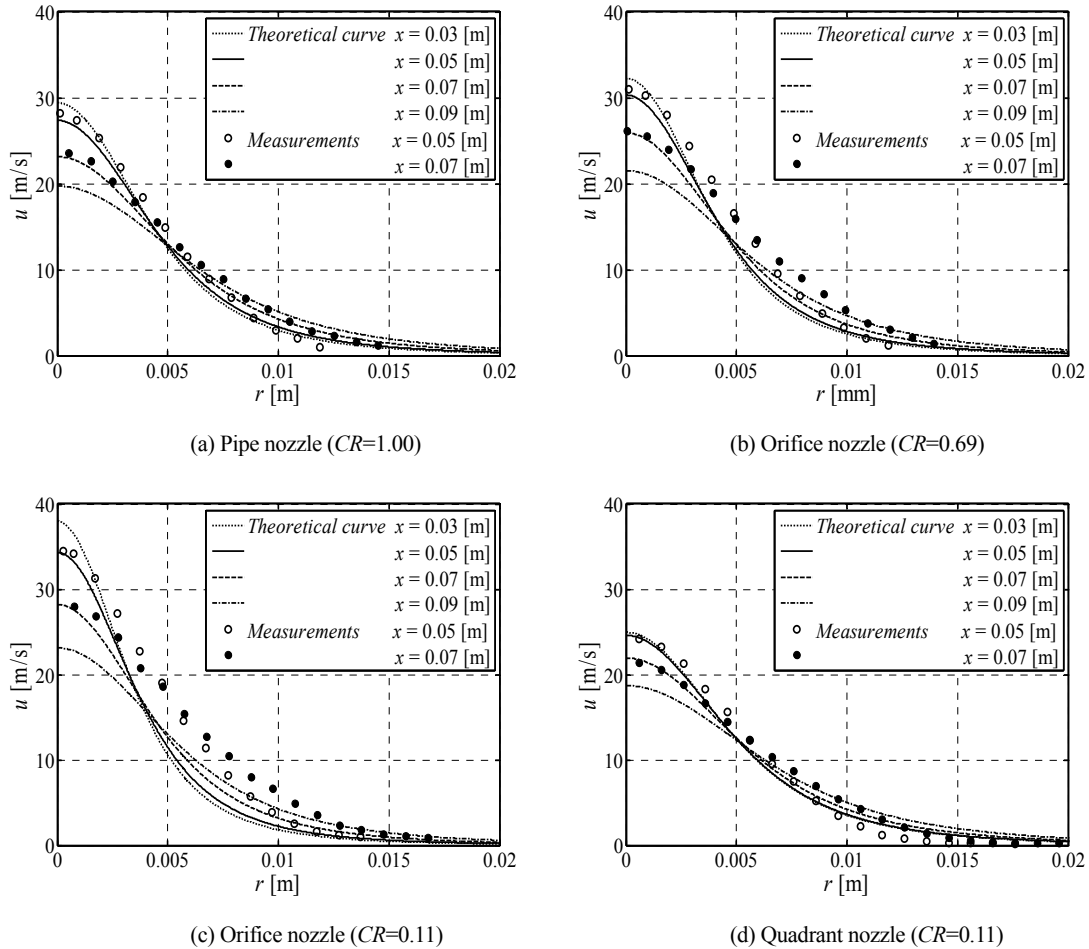 Theoretical curve x = 0.03 [m]
x = 0.05 [m]
x = 0.07 [m]
x = 0.09 [m]
Measurements x = 0.05 [m]
x = 0.07 [m]
40
30
20
10
0
u [m/s]
0 0.005 0.01 0.015 0.02
r [m]
(a) Pipe nozzle (CR=1.00)
Theoretical curve x = 0.03 [m]
x = 0.05 [m]
x = 0.07 [m]
x = 0.09 [m]
Measurements x = 0.05 [m]
x = 0.07 [m]
40
30
20
10
0
u [m/s]
0 0.005 0.01 0.015 0.02
r [mm]
(b) Orifice nozzle (CR=0.69)
Theoretical curve x = 0.03 [m]
x = 0.05 [m]
x = 0.07 [m]
x = 0.09 [m]
Measurements x = 0.05 [m]
x = 0.07 [m]
40
30
20
10
0
u [m/s]
0 0.005 0.01 0.015 0.02
r [m]
(c) Orifice nozzle (CR=0.11)
Theoretical curve x = 0.03 [m]
x = 0.05 [m]
x = 0.07 [m]
x = 0.09 [m]
Measurements x = 0.05 [m]
x = 0.07 [m]
40
30
20
10
0
u [m/s]
0 0.005 0.01 0.015 0.02
r [m]
(d) Quadrant nozzle (CR=0.11)